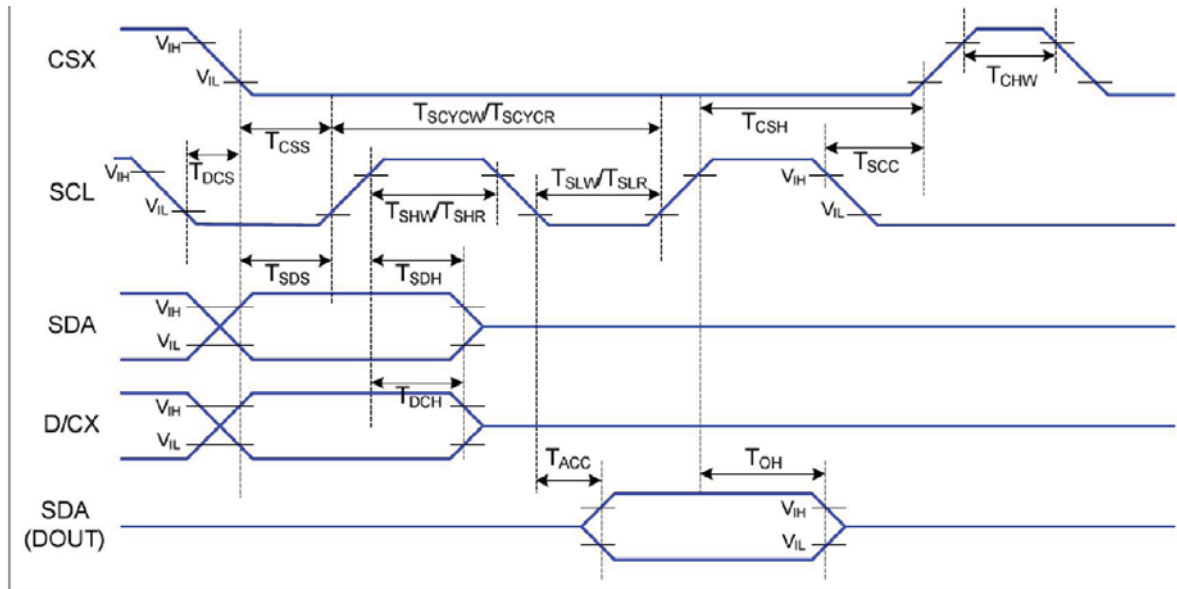 CSX
VIH
VIL
TCHW
TSCYCW/TSCYCR
TCSH
TCSS
SCL
VIH
VIL
TDCS
TSHW/TSHR
TSLW/TSLR
VIH
VIL
TSCC
TSDS
TSDH
SDA
VIH
VIL
D/CX
VIH
VIL
TDCH
TACC
TOH
SDA
(DOUT)
VIH
VIL